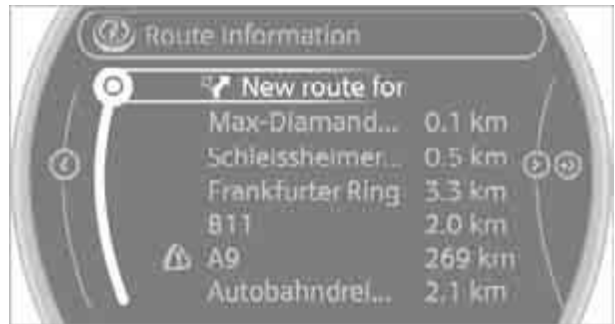 Route information
New route for
Max-Diamand... 0.1 km
Schleissheimer... 0.5 km
Frankfurter Ring 3.3 km
B11 2.0 km
A9 269 km
Autobahndrei... 2.1 km